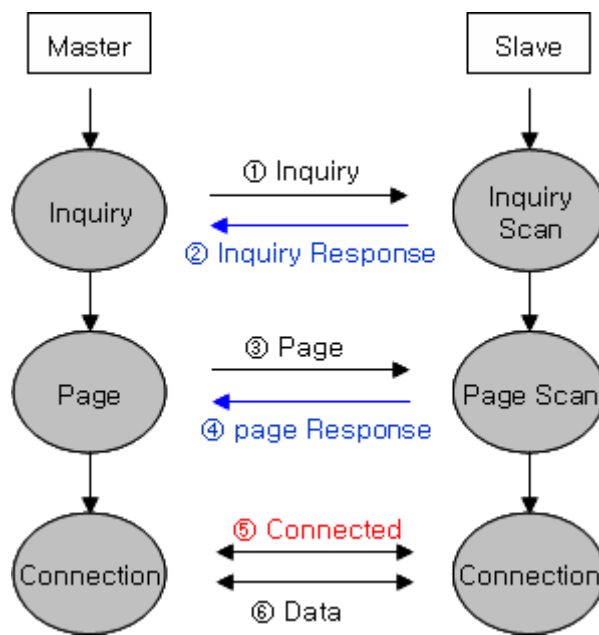 Master
Slave
① Inquiry
Inquiry
Inquiry
Scan
② Inquiry Response
③ Page
Page
Page Scan
④ page Response
⑤ Connected
Connection
Connection
⑥ Data